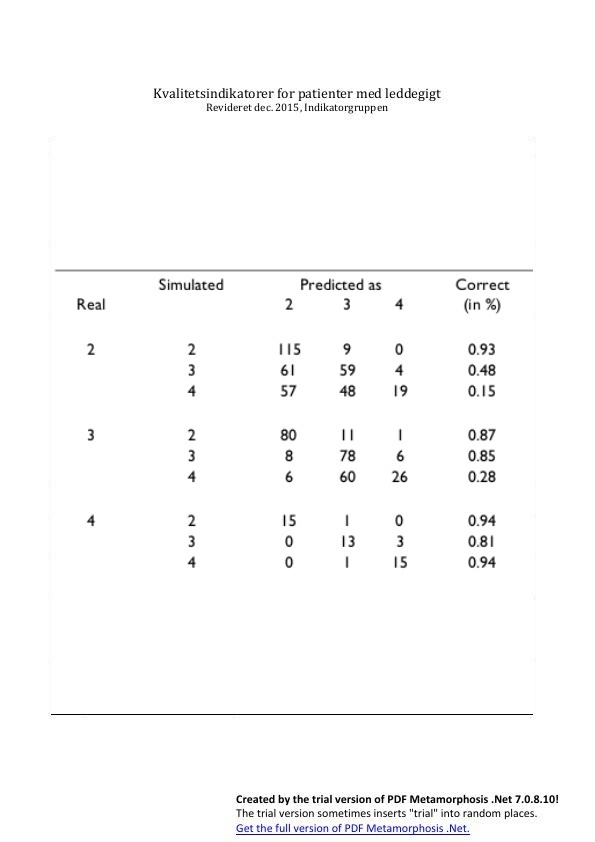 Kvalitetsindikatorer for patienter med leddegigt
Revideret dec. 2015, Indikatorgruppen
Simulated Predicted as Correct
Real 2 3 4 (in %)
2 2 115 9 0 0.93
3 61 59 4 0.48
4 57 48 19 0.15
3 2 80 11 1 0.87
3 8 78 6 0.85
4 6 60 26 0.28
4 2 15 1 0 0.94
3 0 13 3 0.81
4 0 1 15 0.94
Created by the trial version of PDF Metamorphosis .Net 7.0.8.10!
The trial version sometimes inserts "trial" into random places.
Get the full version of PDF Metamorphosis .Net.